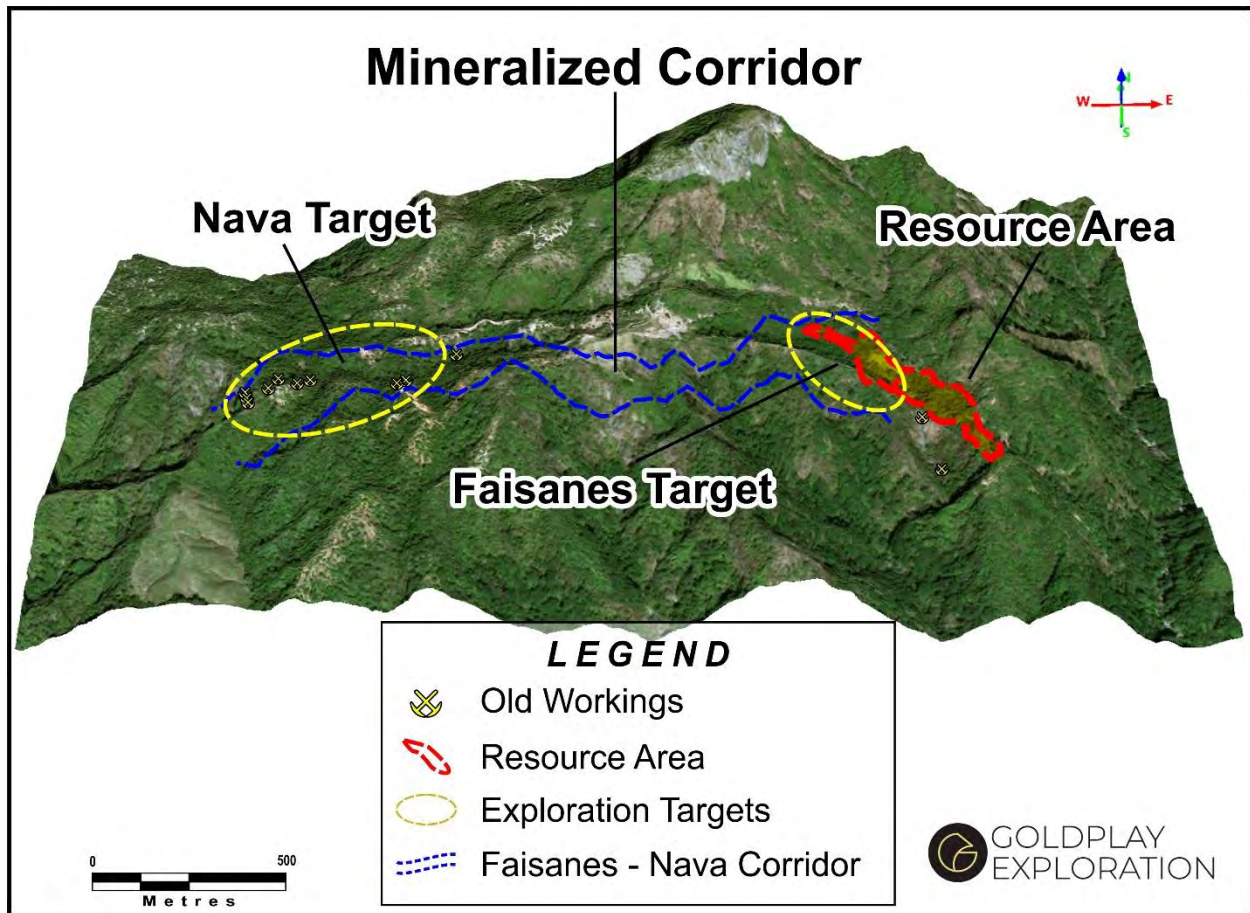 Mineralized Corridor
N
W E
S
Nava Target
Resource Area
Faisanes Target
LEGEND
Old Workings
Resource Area
Exploration Targets
Faisanes - Nava Corridor
0 500
Metres
GOLDPLAY
EXPLORATION